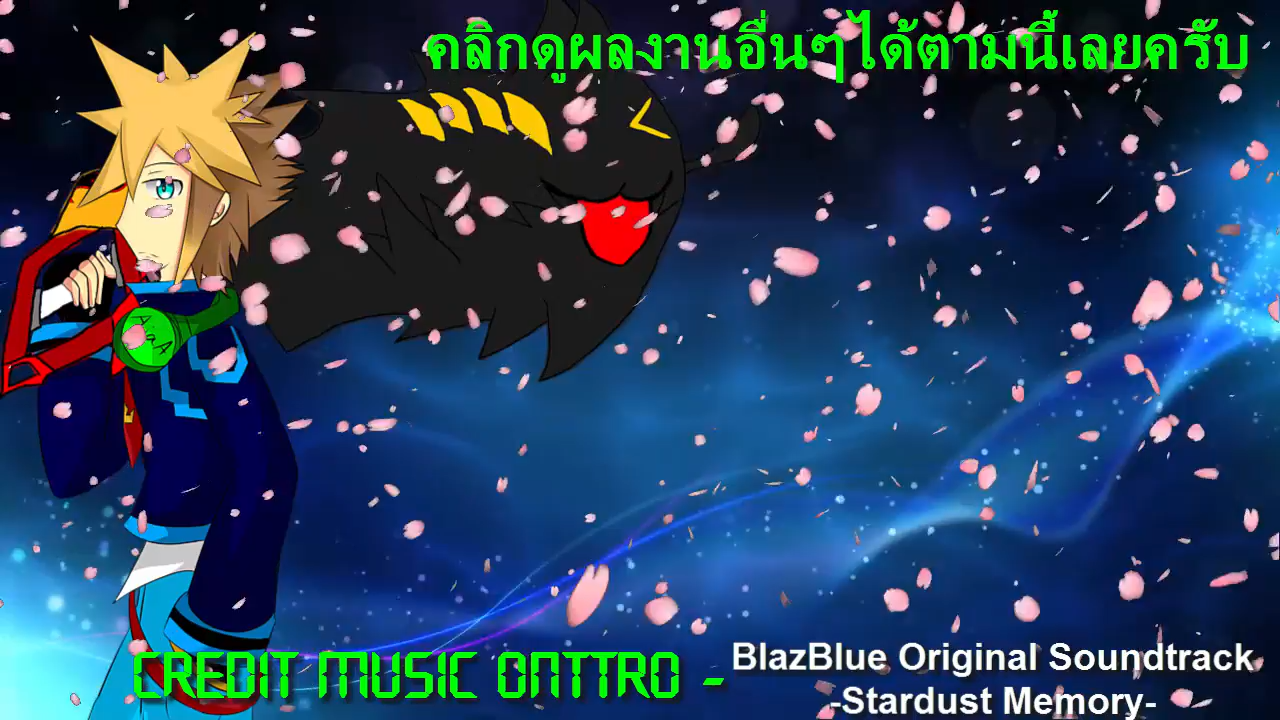 คลิกดูผลงานอื่นๆได้ตามนี้เลยครับ
AGA
CREDIT MUSIC ONTTRO -
BlazBlue Original Soundtrack
-Stardust Memory-